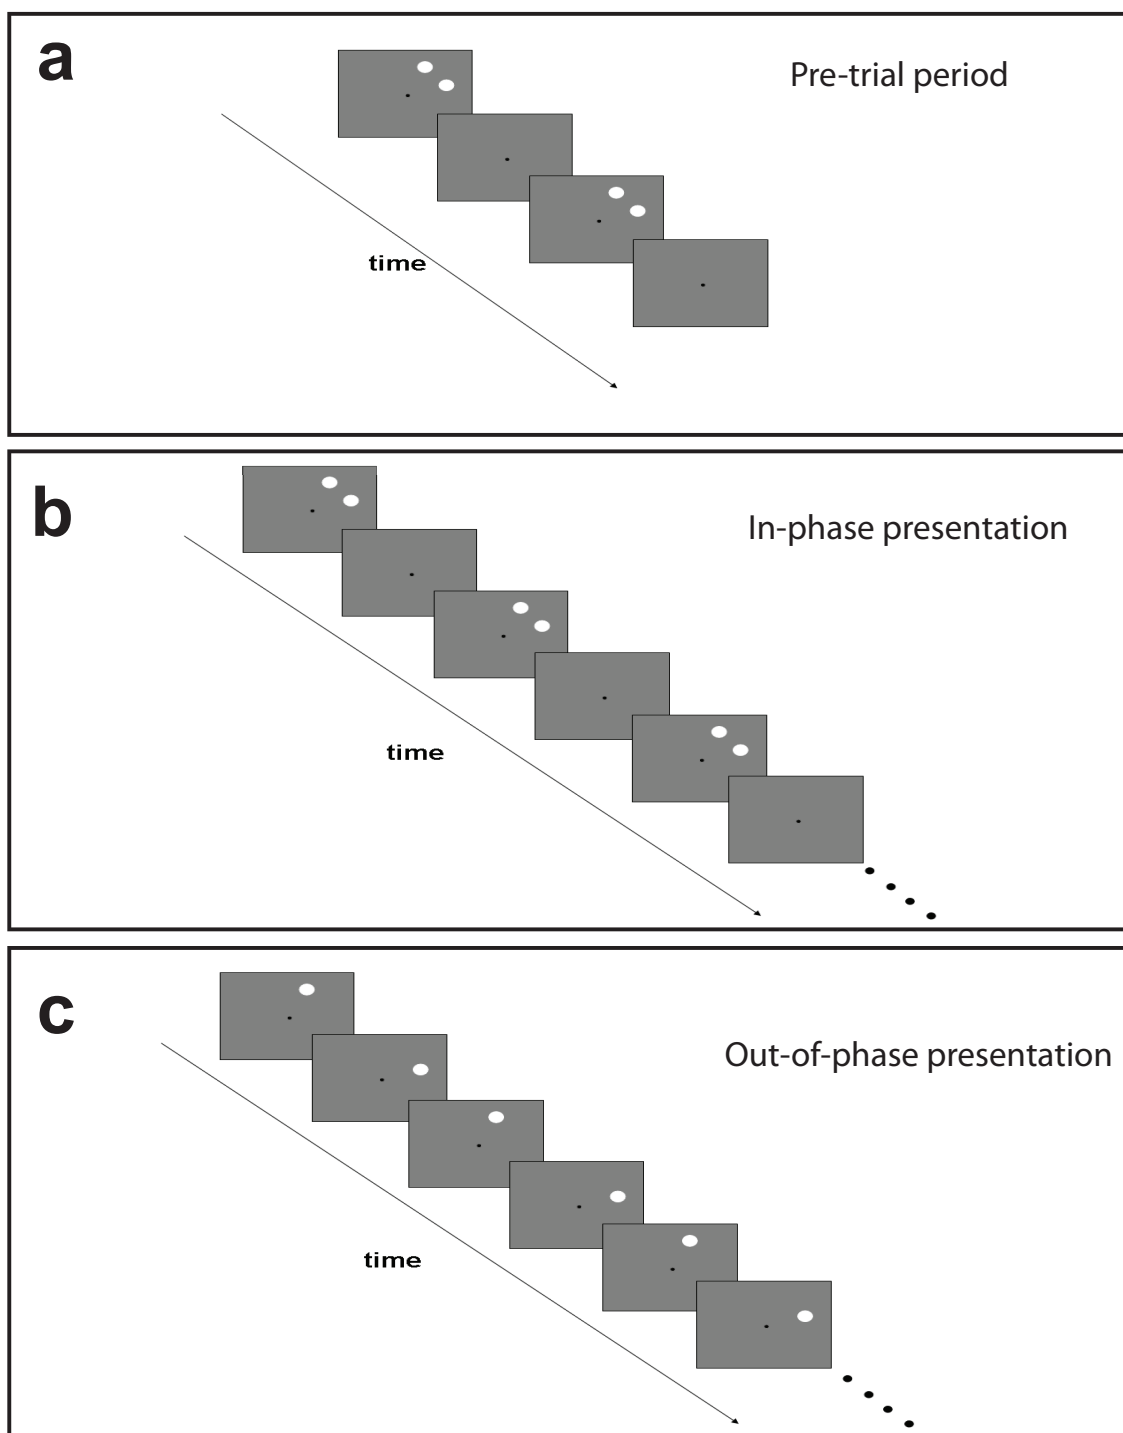 a
Pre-trial period
time
b
In-phase presentation
time
c
Out-of-phase presentation
time